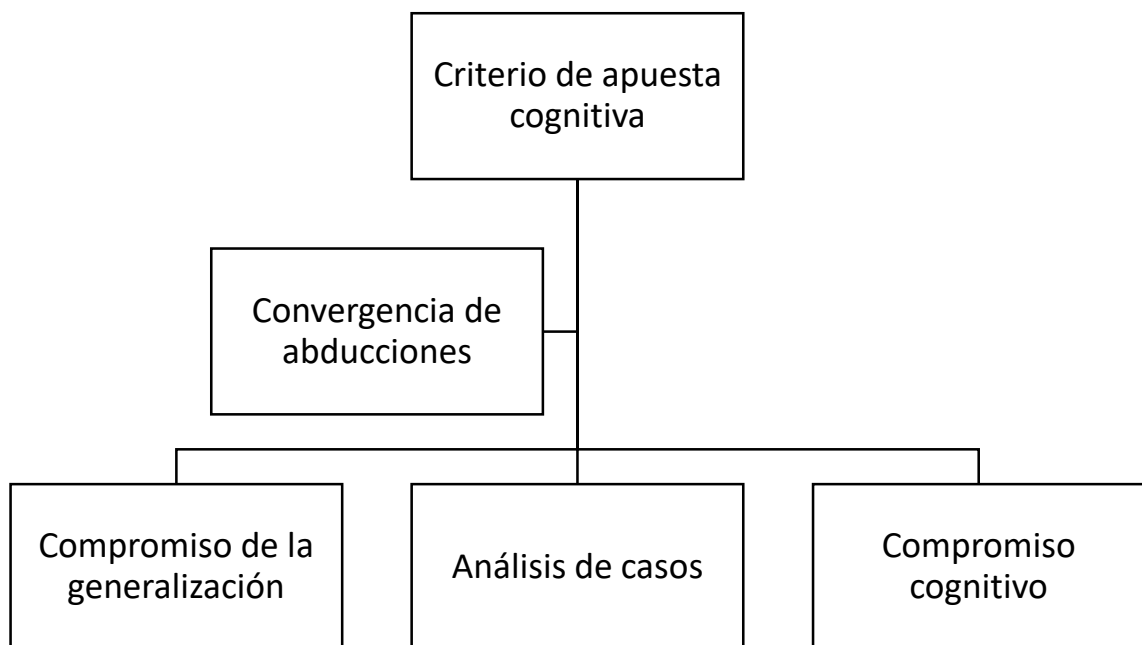 Criterio de apuesta
cognitiva
Convergencia de
abducciones
Compromiso de la
generalización
Análisis de casos
Compromiso
cognitivo